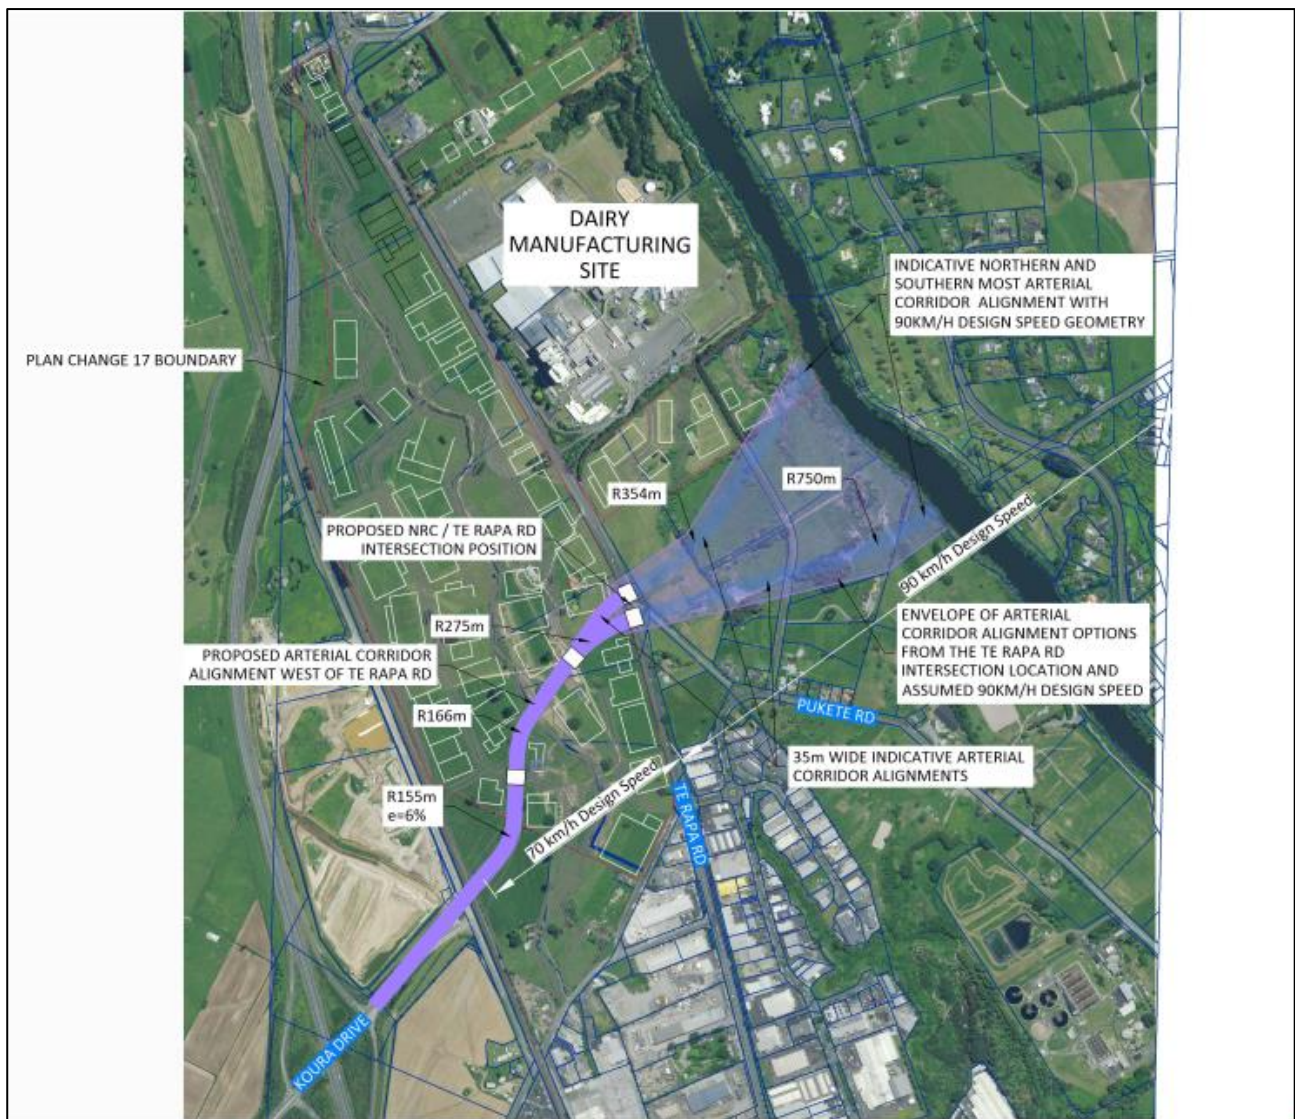 DAIRY
MANUFACTURING
SITE
INDICATIVE NORTHERN AND
SOUTHERN MOST ARTERIAL
CORRIDOR ALIGNMENT WITH
90KM/H DESIGN SPEED GEOMETRY
PLAN CHANGE 17 BOUNDARY
R750m
R354m
PROPOSED NRC / TE RAPA RD
INTERSECTION POSITION
90 km/h Design Speed
R275m
ENVELOPE OF ARTERIAL
CORRIDOR ALIGNMENT OPTIONS
FROM THE TE RAPA RD
INTERSECTION LOCATION AND
ASSUMED 90KM/H DESIGN SPEED
PROPOSED ARTERIAL CORRIDOR
ALIGNMENT WEST OF TE RAPA RD
R166m
PUKETE RD
35m WIDE INDICATIVE ARTERIAL
CORRIDOR ALIGNMENTS
R155m
e=6%
70 km/h Design Speed
TE RAPA RD
KOURA DRIVE